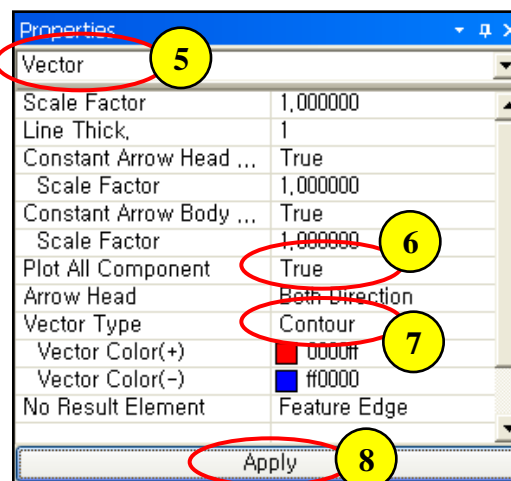 Properties
Vector 5
Scale Factor 1,000000
Line Thick, 1
Constant Arrow Head ... True
Scale Factor 1,000000
Constant Arrow Body ... True
Scale Factor 1,000000 6
Plot All Component True
Arrow Head Both Direction
Vector Type Contour 7
Vector Color(+) 0000ff
Vector Color(-) ff0000
No Result Element Feature Edge
Apply 8